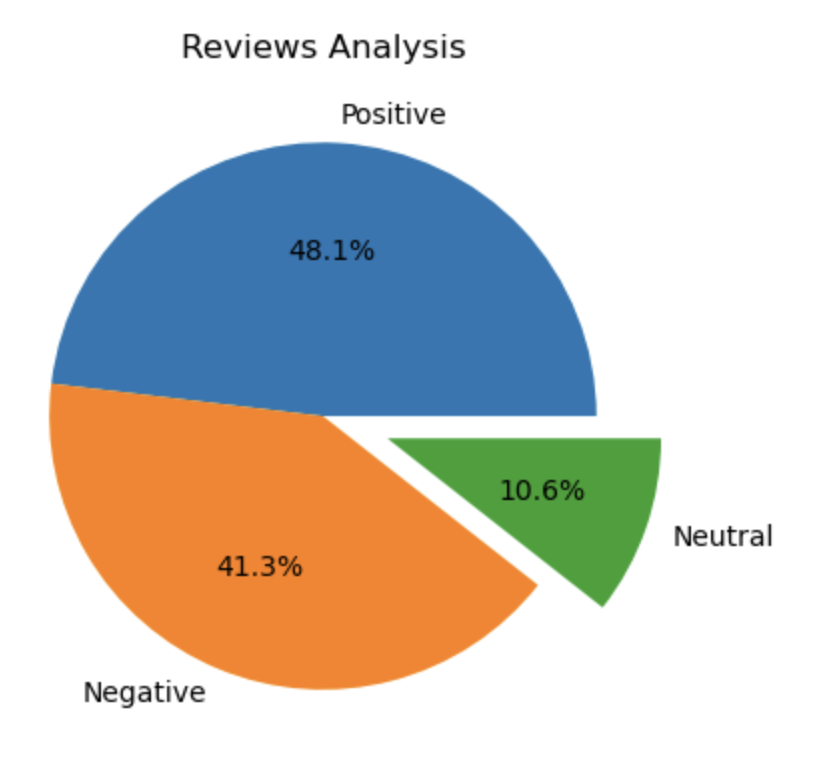 Reviews Analysis
Positive
48.1%
10.6%
Neutral
41.3%
Negative